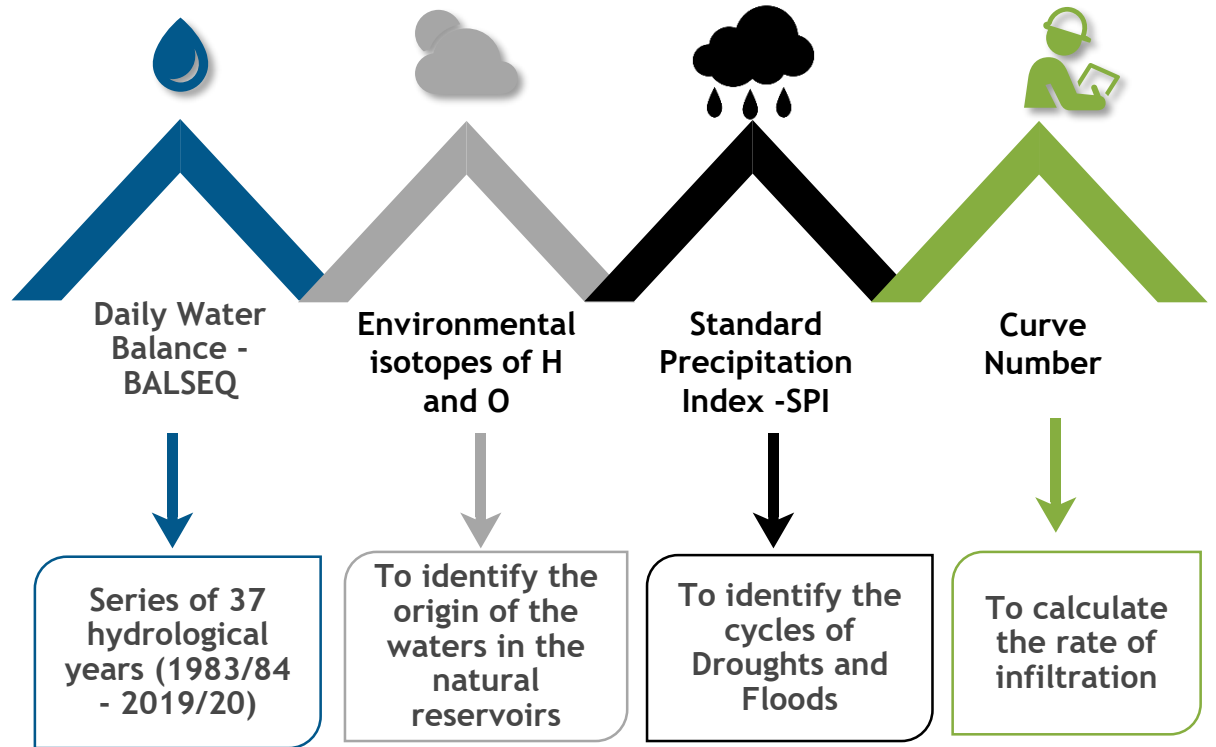 Daily Water
Balance -
BALSEQ
Environmental
isotopes of H
and O
Standard
Precipitation
Index -SPI
Curve
Number
Series of 37
hydrological
years (1983/84
- 2019/20)
To identify the
origin of the
waters in the
natural
reservoirs
To identify the
cycles of
Droughts and
Floods
To calculate
the rate of
infiltration